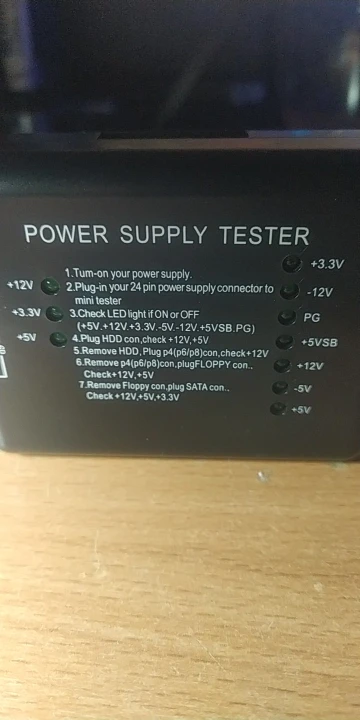 POWER SUPPLY TESTER
1.Turn-on your power supply.
2.Plug-in your 24 pin power supply connector to
mini tester
3.Check LED light if ON or OFF
(+5V.+12V.+3.3V.-5V.-12V.+5VSB.PG)
4.Plug HDD con,check +12V,+5V
5.Remove HDD, Plug p4(p6/p8)con,check+12V
6.Remove p4(p6/p8)con,plugFLOPPY con..
Check+12V,+5V
7.Remove Floppy con,plug SATA con..
Check +12V,+5V,+3.3V
+12V
+3.3V
+5V
+3.3V
-12V
PG
+5VSB
+12V
-5V
+5V